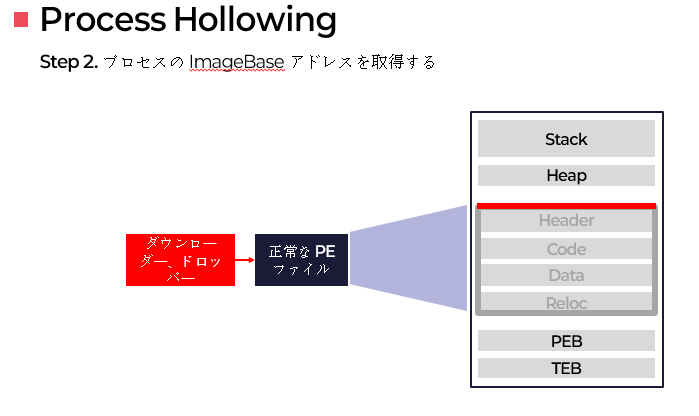 Process Hollowing
Step 2. プロセスの ImageBase アドレスを取得する
Stack
Heap
Header
Code
Data
Reloc
PEB
TEB
ダウンロー
ダー、ドロッ
パー
正常な PE
ファイル